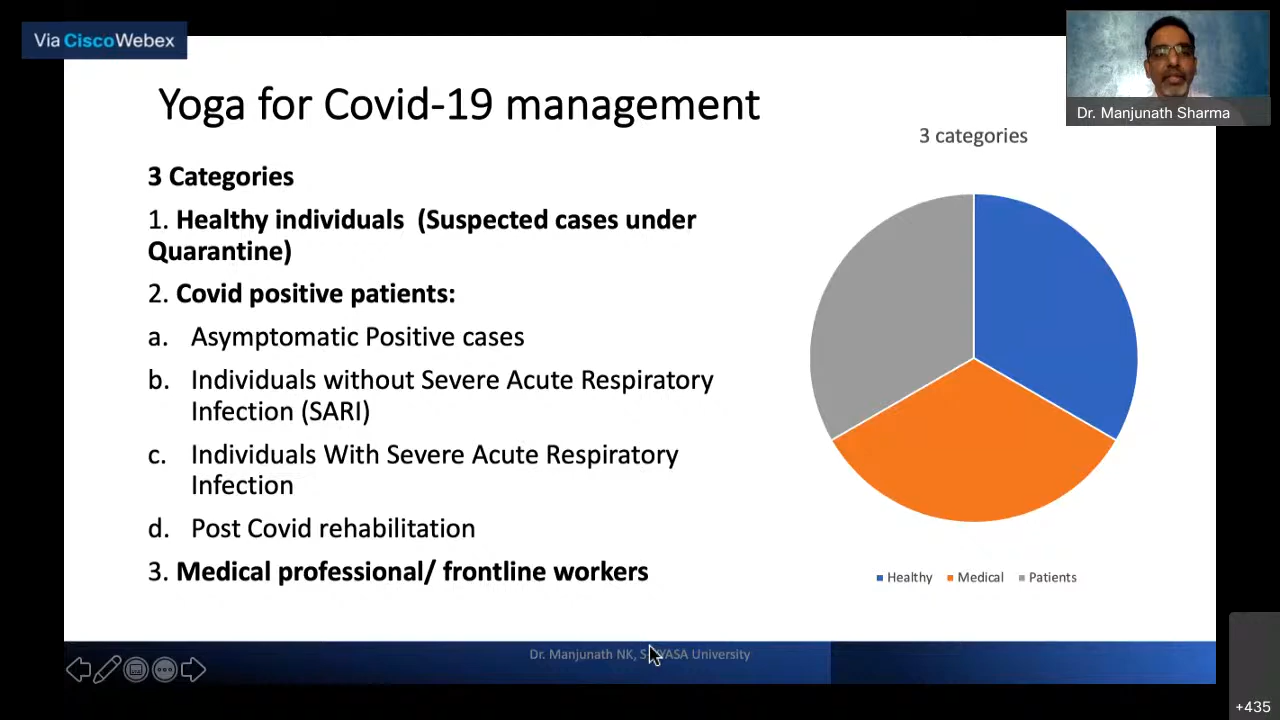 Via CiscoWebex
Dr. Manjunath Sharma
Yoga for Covid-19 management
3 Categories
1. Healthy individuals (Suspected cases under
Quarantine)
2. Covid positive patients:
a. Asymptomatic Positive cases
b. Individuals without Severe Acute Respiratory
Infection (SARI)
c. Individuals With Severe Acute Respiratory
Infection
d. Post Covid rehabilitation
3. Medical professional/ frontline workers
3 categories
Healthy Medical Patients
Dr. Manjunath NK, University
+435